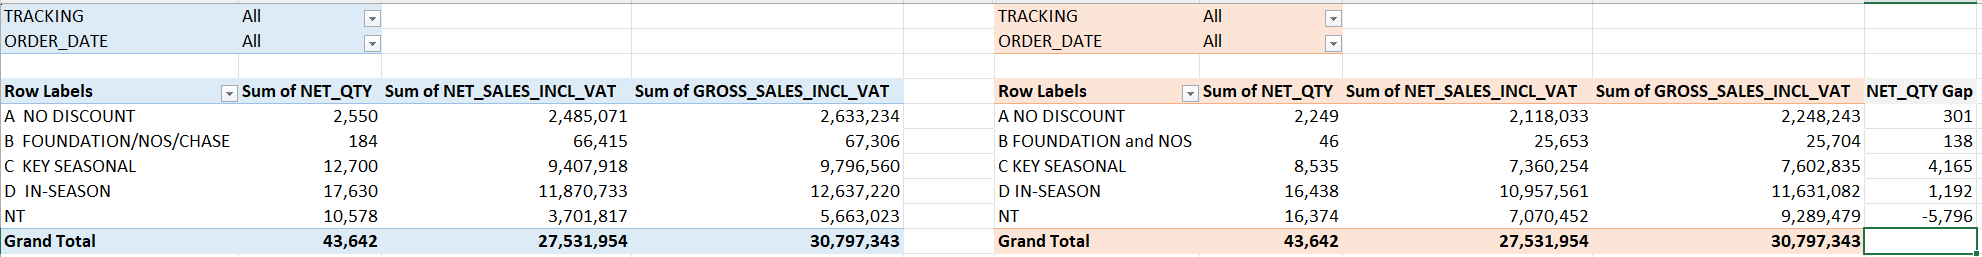 TRACKING All TRACKING All
ORDER_DATE All ORDER_DATE All
Row Labels Sum of NET_QTY Sum of NET_SALES_INCL_VAT Sum of GROSS_SALES_INCL_VAT Row Labels Sum of NET_QTY Sum of NET_SALES_INCL_VAT Sum of GROSS_SALES_INCL_VAT NET_QTY Gap
A NO DISCOUNT 2,550 2,485,071 2,633,234 A NO DISCOUNT 2,249 2,118,033 2,248,243 301
B FOUNDATION/NOS/CHASE 184 66,415 67,306 B FOUNDATION and NOS 46 25,653 25,704 138
C KEY SEASONAL 12,700 9,407,918 9,796,560 C KEY SEASONAL 8,535 7,360,254 7,602,835 4,165
D IN-SEASON 17,630 11,870,733 12,637,220 D IN-SEASON 16,438 10,957,561 11,631,082 1,192
NT 10,578 3,701,817 5,663,023 NT 16,374 7,070,452 9,289,479 -5,796
Grand Total 43,642 27,531,954 30,797,343 Grand Total 43,642 27,531,954 30,797,343